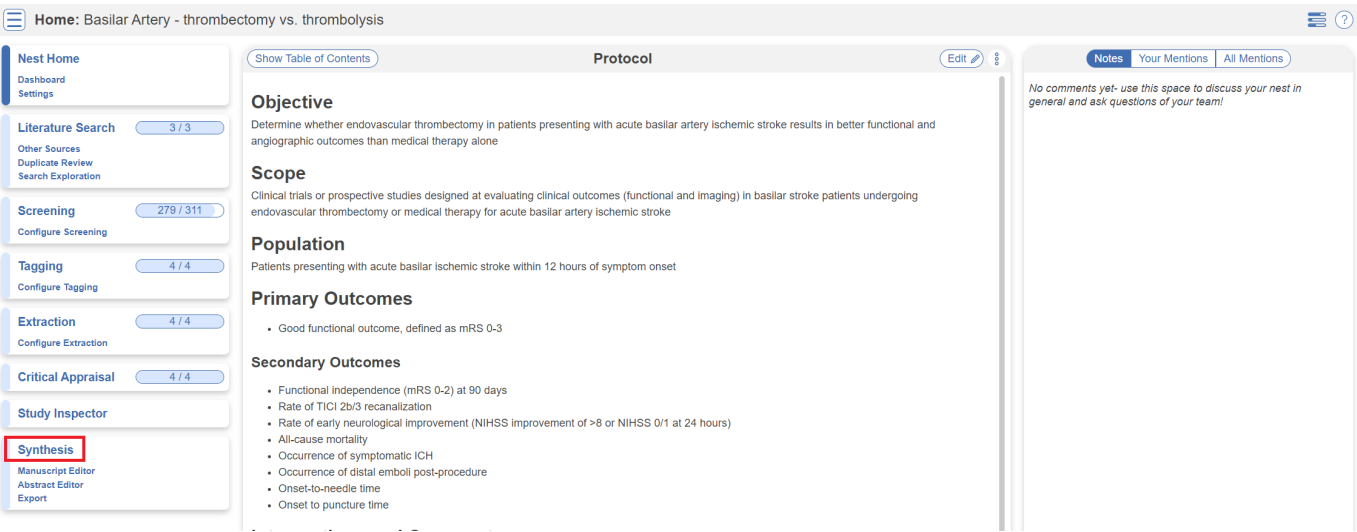 Home: Basilar Artery - thrombectomy vs. thrombolysis
?
Nest Home
Dashboard
Settings
Literature Search 3 / 3
Other Sources
Duplicate Review
Search Exploration
Screening 279 / 311
Configure Screening
Tagging 4 / 4
Configure Tagging
Extraction 4 / 4
Configure Extraction
Critical Appraisal 4 / 4
Study Inspector
Synthesis
Manuscript Editor
Abstract Editor
Export
Show Table of Contents
Protocol
Edit
Objective
Determine whether endovascular thrombectomy in patients presenting with acute basilar artery ischemic stroke results in better functional and
angiographic outcomes than medical therapy alone
Scope
Clinical trials or prospective studies designed at evaluating clinical outcomes (functional and imaging) in basilar stroke patients undergoing
endovascular thrombectomy or medical therapy for acute basilar artery ischemic stroke
Population
Patients presenting with acute basilar ischemic stroke within 12 hours of symptom onset
Primary Outcomes
• Good functional outcome, defined as mRS 0-3
Secondary Outcomes
• Functional independence (mRS 0-2) at 90 days
• Rate of TICI 2b/3 recanalization
• Rate of early neurological improvement (NIHSS improvement of >8 or NIHSS 0/1 at 24 hours)
• All-cause mortality
• Occurrence of symptomatic ICH
• Occurrence of distal emboli post-procedure
• Onset-to-needle time
• Onset to puncture time
Notes
Your Mentions
All Mentions
No comments yet- use this space to discuss your nest in
general and ask questions of your team!